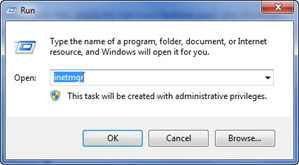 Run
Type the name of a program, folder, document, or Internet
resource, and Windows will open it for you.
Open: inetmgr
This task will be created with administrative privileges.
OK Cancel Browse...